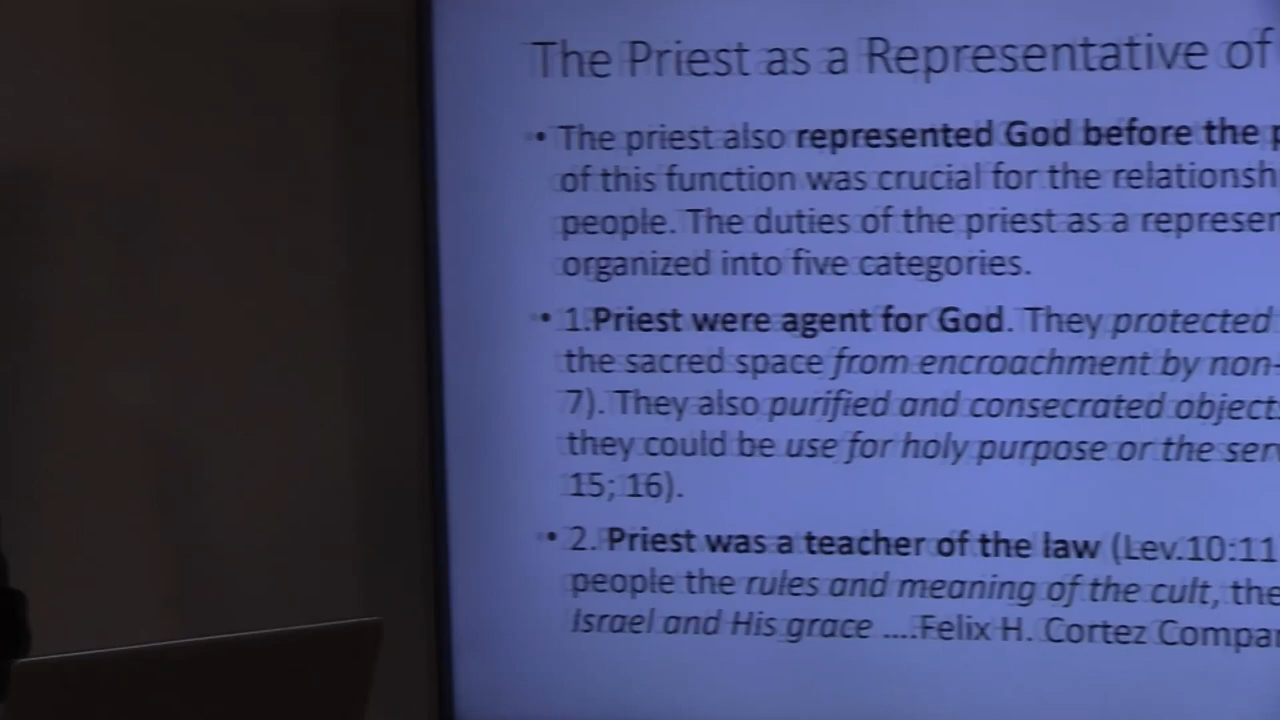 The Priest as a Representative of
• The priest also represented God before the p
of this function was crucial for the relationsh
people. The duties of the priest as a represen
organized into five categories.
• 1.Priest were agent for God. They protected
the sacred space from encroachment by non-
7). They also purified and consecrated object
they could be use for holy purpose or the serv
15; 16).
• 2. Priest was a teacher of the law (Lev.10:11
people the rules and meaning of the cult, the
Israel and His grace ....Felix H. Cortez Compa